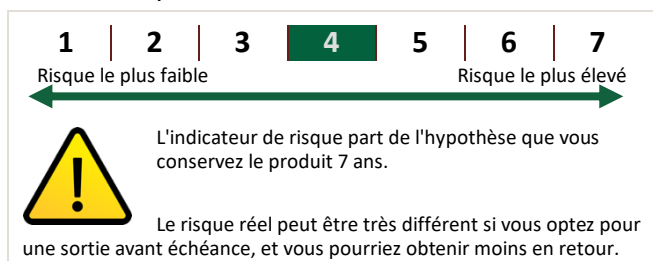 1 2 3 4 5 6 7
Risque le plus faible Risque le plus élevé
L'indicateur de risque part de l'hypothèse que vous
conservez le produit 7 ans.
Le risque réel peut être très différent si vous optez pour
une sortie avant échéance, et vous pourriez obtenir moins en retour.